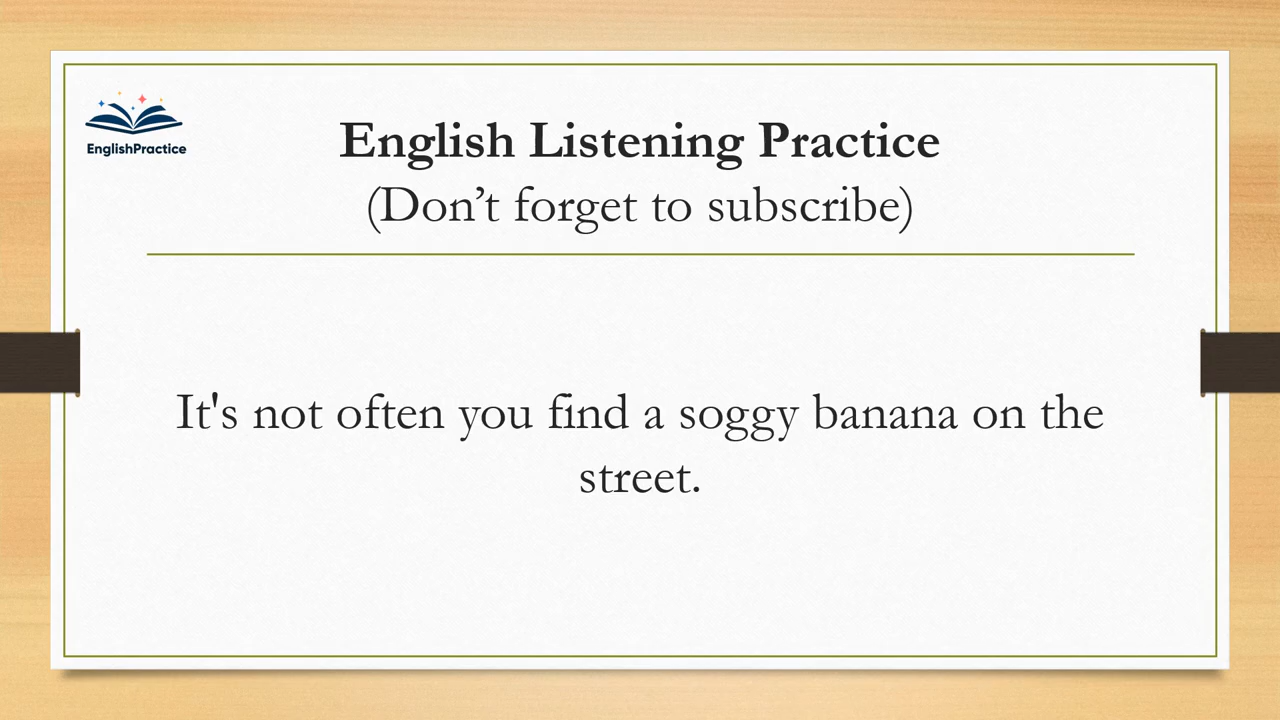 EnglishPractice
English Listening Practice
(Don’t forget to subscribe)
It's not often you find a soggy banana on the
street.